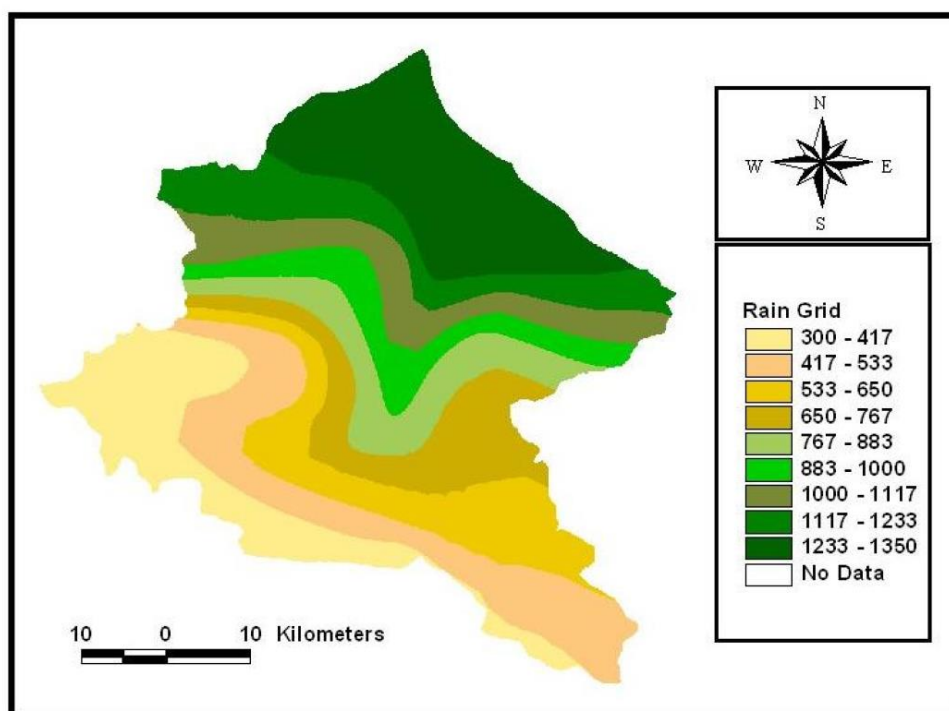 N
W E
S
Rain Grid
300 - 417
417 - 533
533 - 650
650 - 767
767 - 883
883 - 1000
1000 - 1117
1117 - 1233
1233 - 1350
No Data
10 0 10 Kilometers